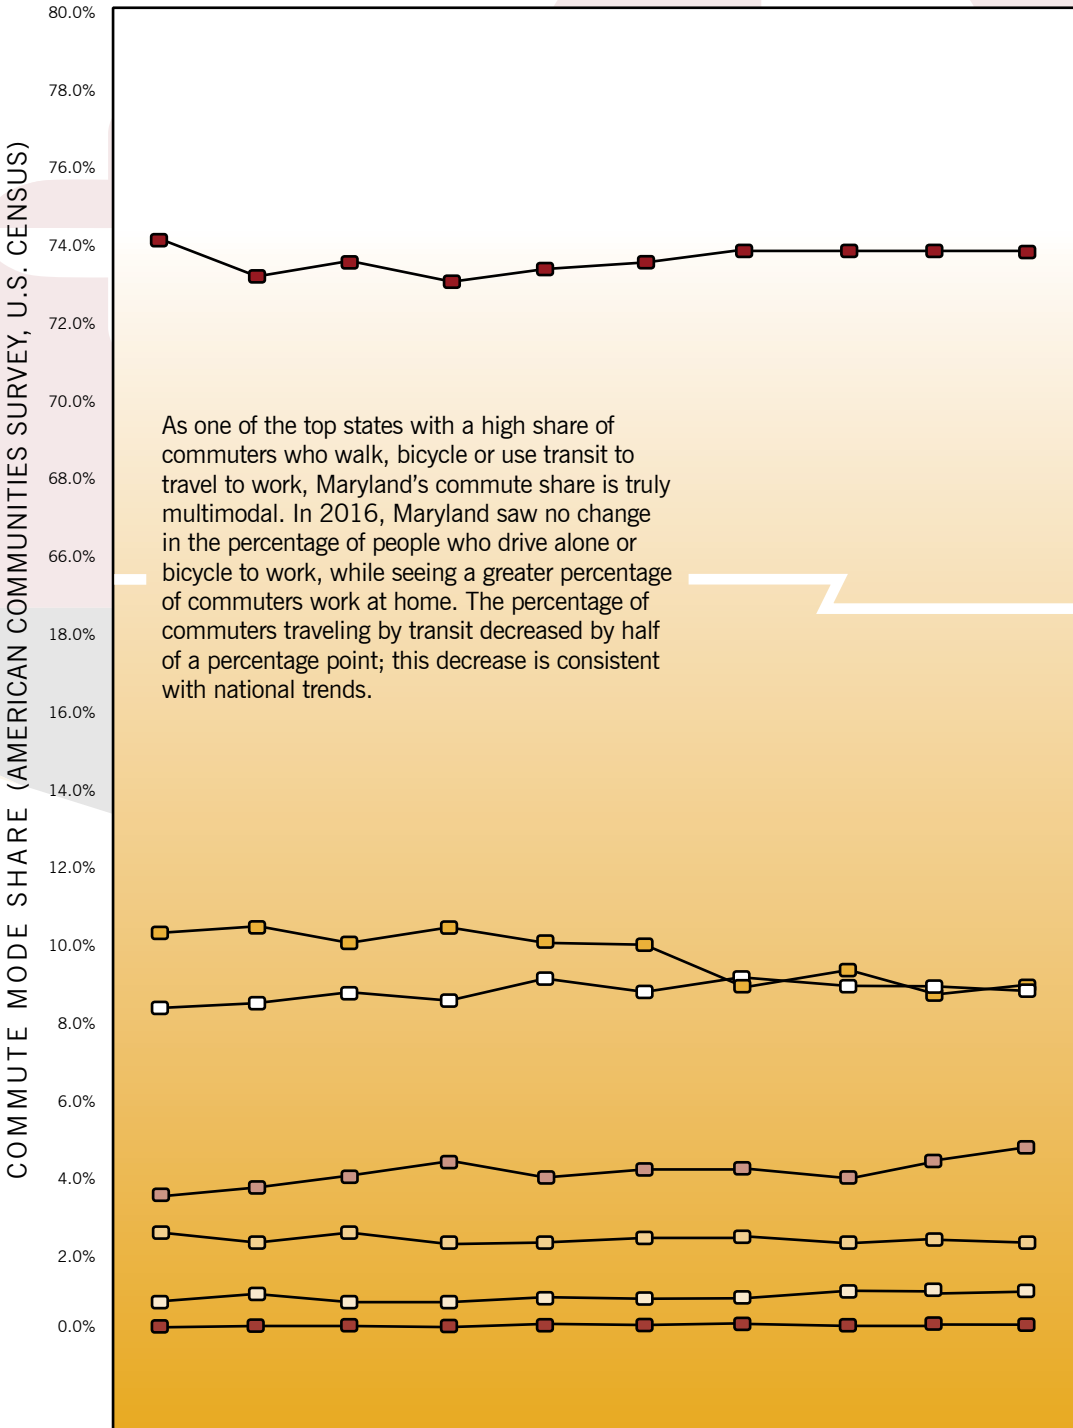 COMMUTE MODE SHARE (AMERICAN COMMUNITIES SURVEY, U.S. CENSUS)
80.0%
78.0%
76.0%
74.0%
72.0%
70.0%
68.0%
66.0%
18.0%
16.0%
14.0%
12.0%
10.0%
8.0%
6.0%
4.0%
2.0%
0.0%
As one of the top states with a high share of
commuters who walk, bicycle or use transit to
travel to work, Maryland’s commute share is truly
multimodal. In 2016, Maryland saw no change
in the percentage of people who drive alone or
bicycle to work, while seeing a greater percentage
of commuters work at home. The percentage of
commuters traveling by transit decreased by half
of a percentage point; this decrease is consistent
with national trends.